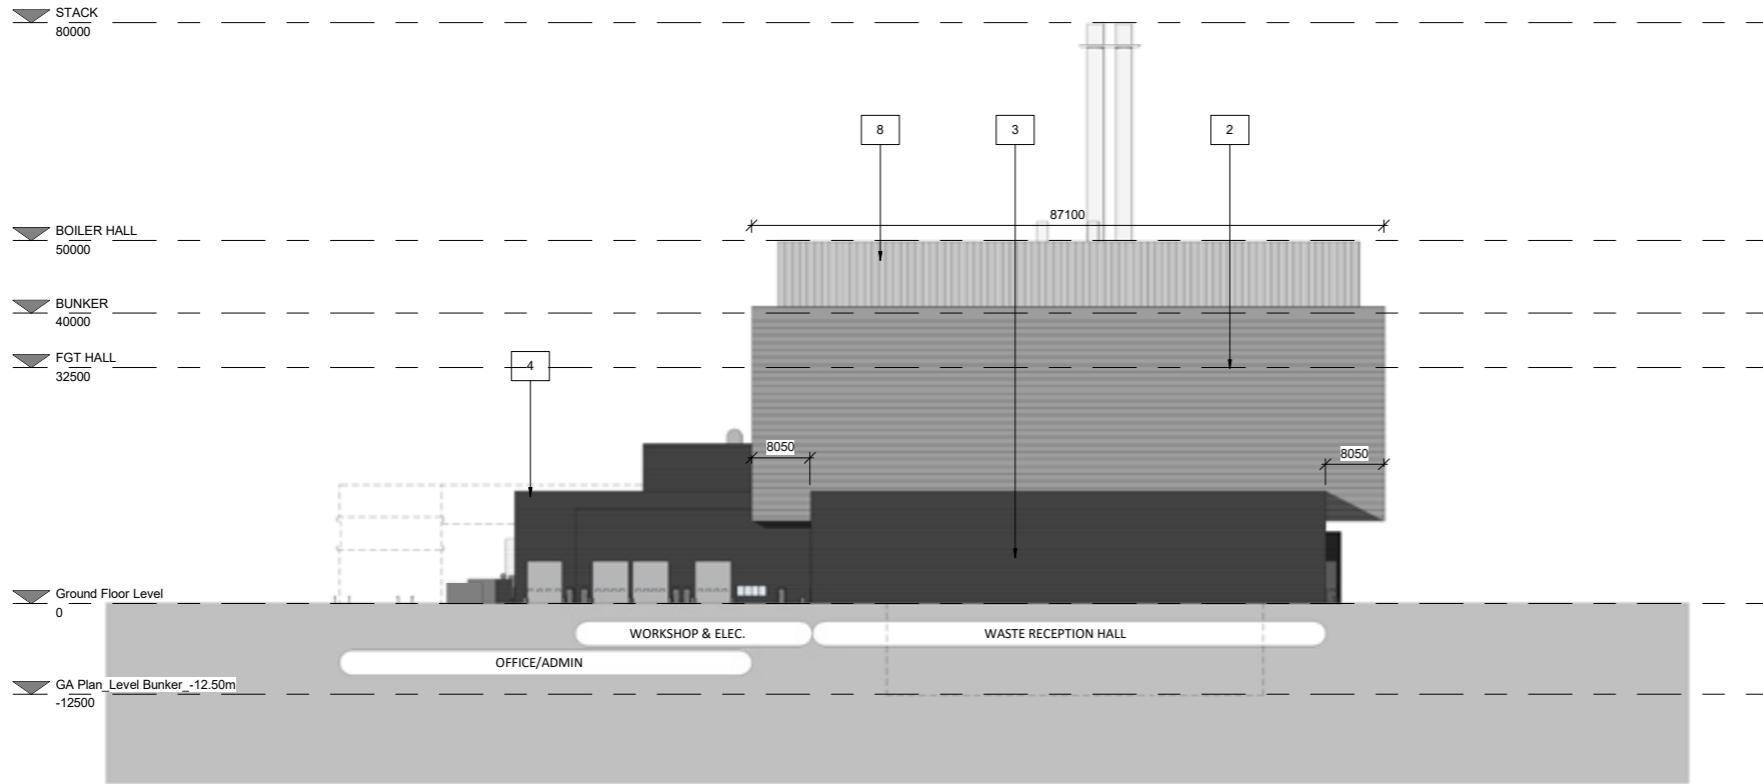 STACK
80000
8
3
2
87100
BOILER HALL
50000
BUNKER
40000
FGT HALL
32500
4
8050
8050
Ground Floor Level
0
WORKSHOP & ELEC.
WASTE RECEPTION HALL
OFFICE/ADMIN
GA Plan_Level Bunker_-12.50m
-12500